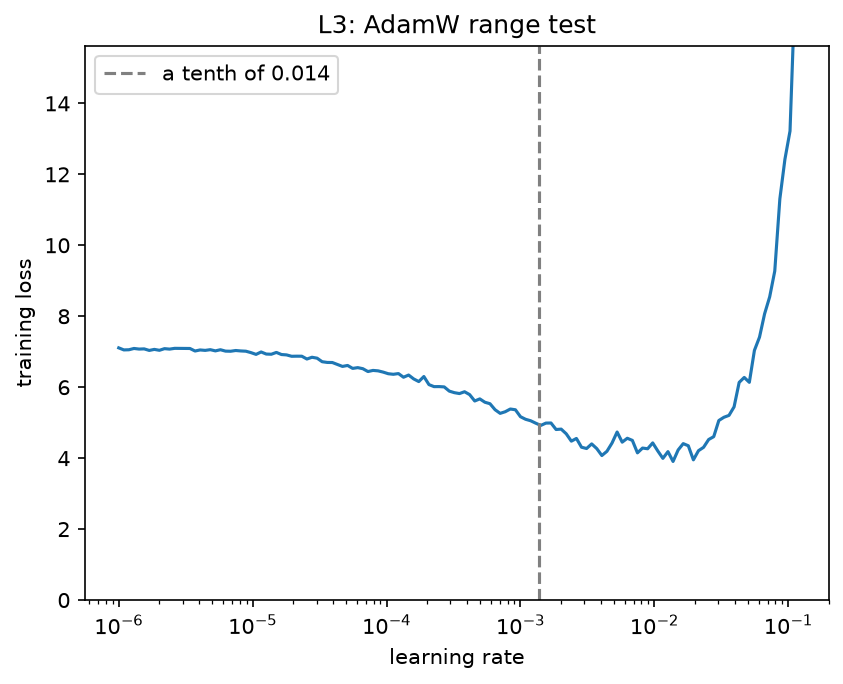 L3: AdamW range test
a tenth of 0.014
training loss
14
12
10
8
6
4
2
0
10⁻⁶ 10⁻⁵ 10⁻⁴ 10⁻³ 10⁻² 10⁻¹
learning rate